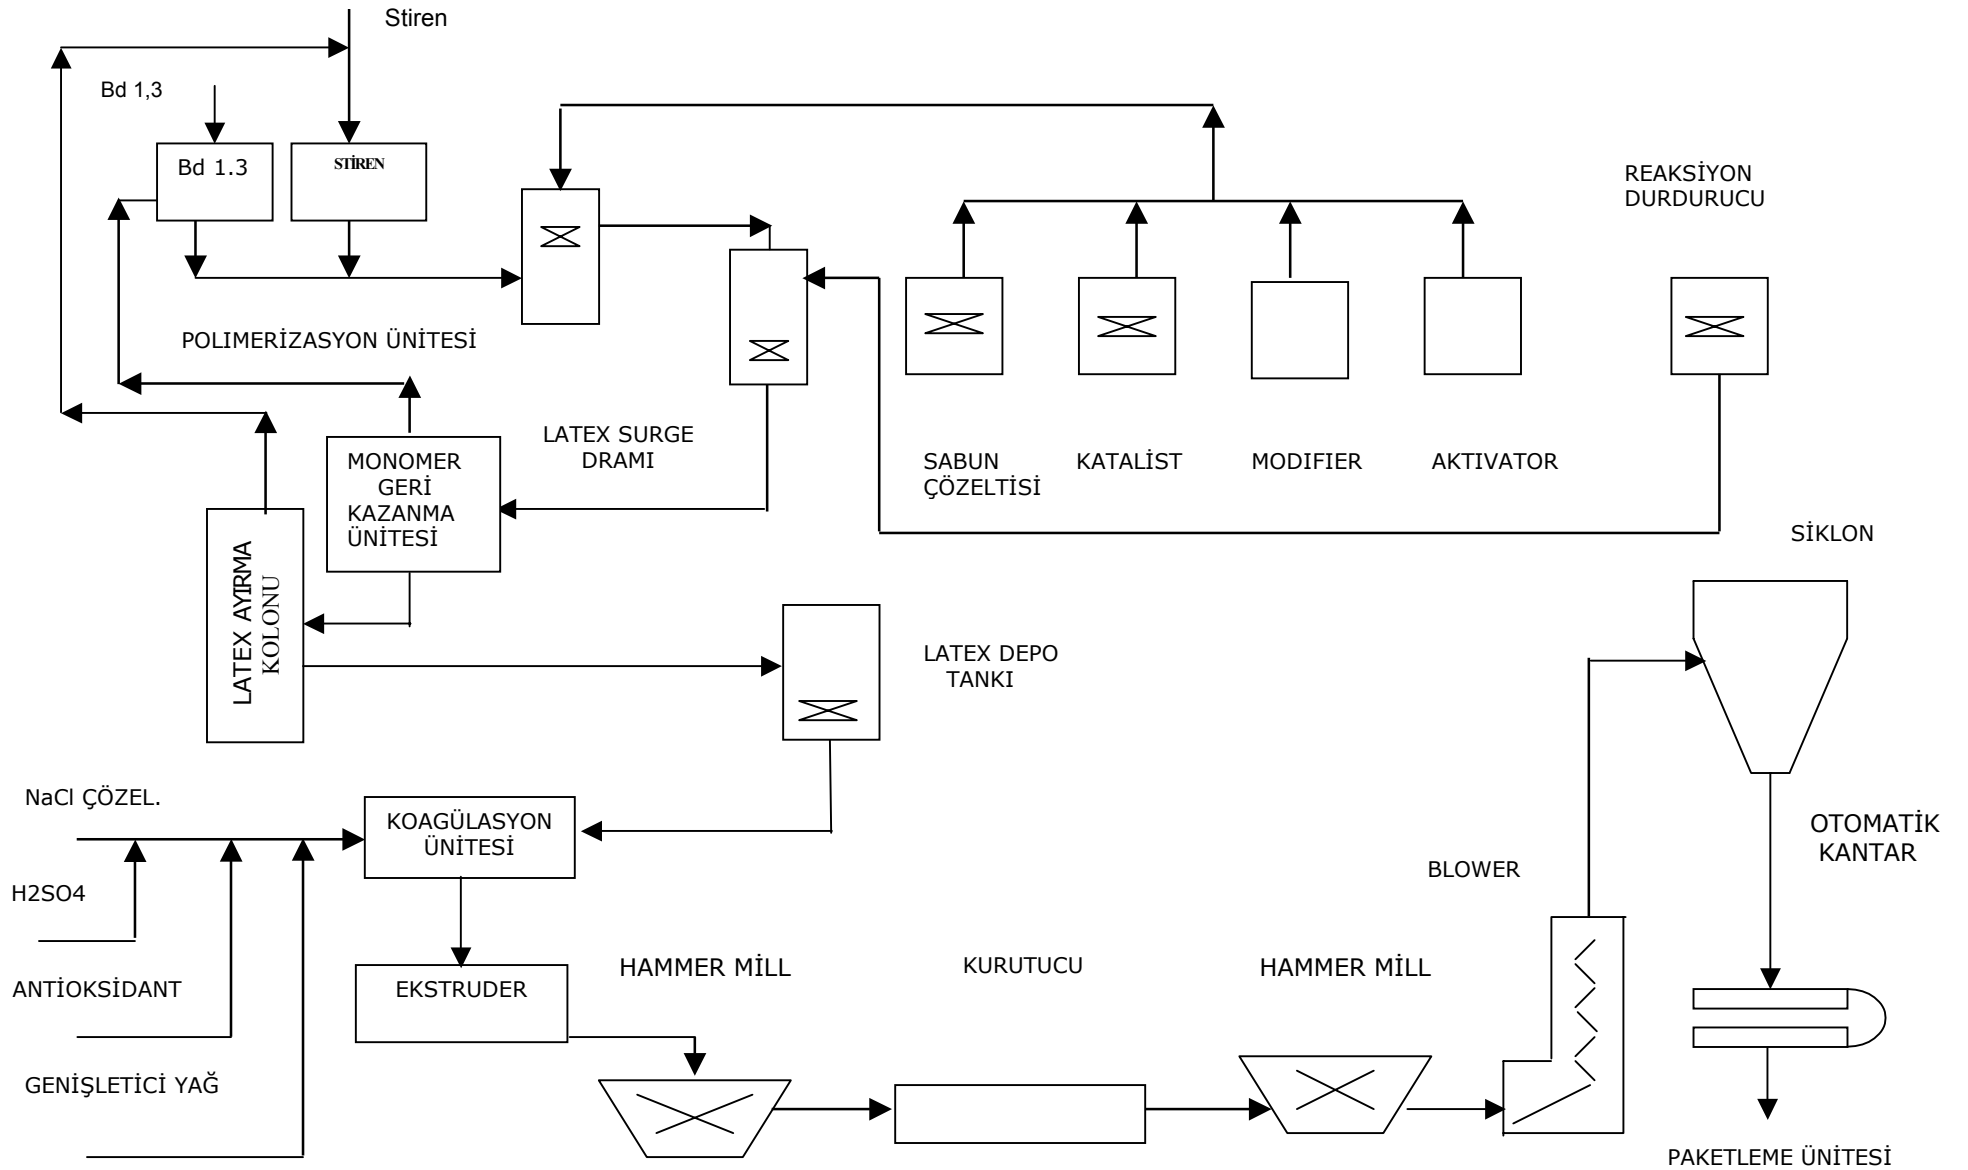 Stiren
Bd 1,3
Bd 1.3
STİREN
REAKSİYON
DURDURUCU
POLIMERİZASYON ÜNİTESİ
LATEX SURGE
DRAMI
MONOMER
GERİ
KAZANMA
ÜNİTESİ
SABUN
ÇÖZELTİSİ
KATALİST
MODIFIER
AKTIVATOR
LATEX AYIRMA
KOLONU
SİKLON
LATEX DEPO
TANKI
NaCl ÇÖZEL.
KOAGÜLASYON
ÜNİTESİ
OTOMATİK
KANTAR
H2SO4
BLOWER
ANTİOKSİDANT
EKSTRUDER
HAMMER MİLL
KURUTUCU
HAMMER MİLL
GENİŞLETİCİ YAĞ
PAKETLEME ÜNİTESİ